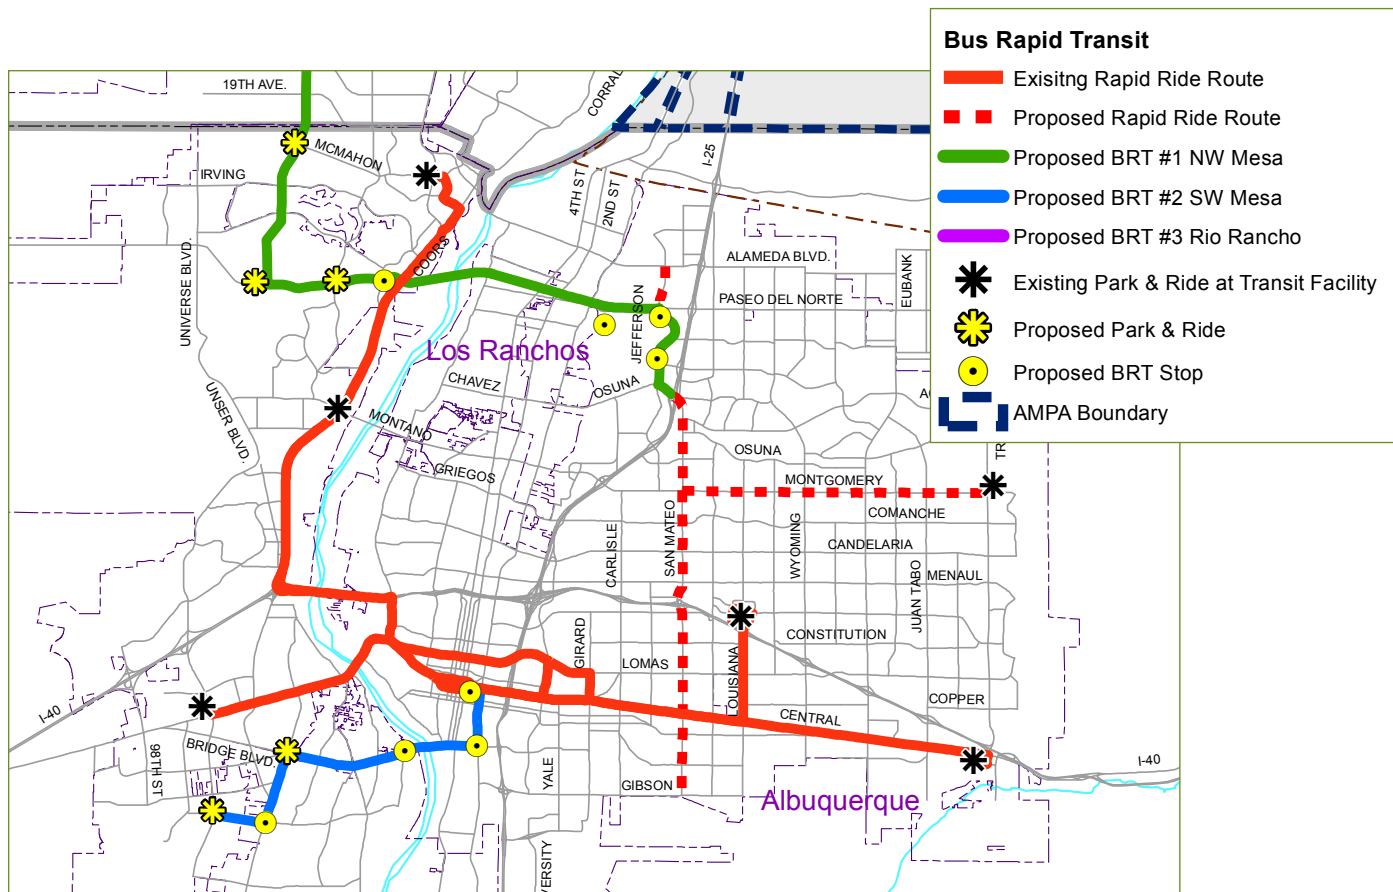 Bus Rapid Transit
Exisitng Rapid Ride Route
Proposed Rapid Ride Route
Proposed BRT #1 NW Mesa
Proposed BRT #2 SW Mesa
Proposed BRT #3 Rio Rancho
Existing Park & Ride at Transit Facility
Proposed Park & Ride
Proposed BRT Stop
AMPA Boundary
19TH AVE.
CORRAL
MCMAHON
IRVING
4TH ST
2ND ST
I-25
UNIVERSE BLVD.
COORS
ALAMEDA BLVD.
EUBANK
PASEO DEL NORTE
JEFFERSON
Los Ranchos
CHAVEZ
OSUNA
UNSER BLVD.
MONTANO
GRIEGOS
OSUNA
TR
MONTGOMERY
COMANCHE
SAN MATEO
CARLISLE
WYOMING
CANDELARIA
JUAN TABO
MENAUL
GIRARD
CONSTITUTION
LOMAS
LOUISIANA
COPPER
CENTRAL
I-40
BRIDGE BLVD.
98TH ST
YALE
GIBSON
I-40
Albuquerque
VERSITY